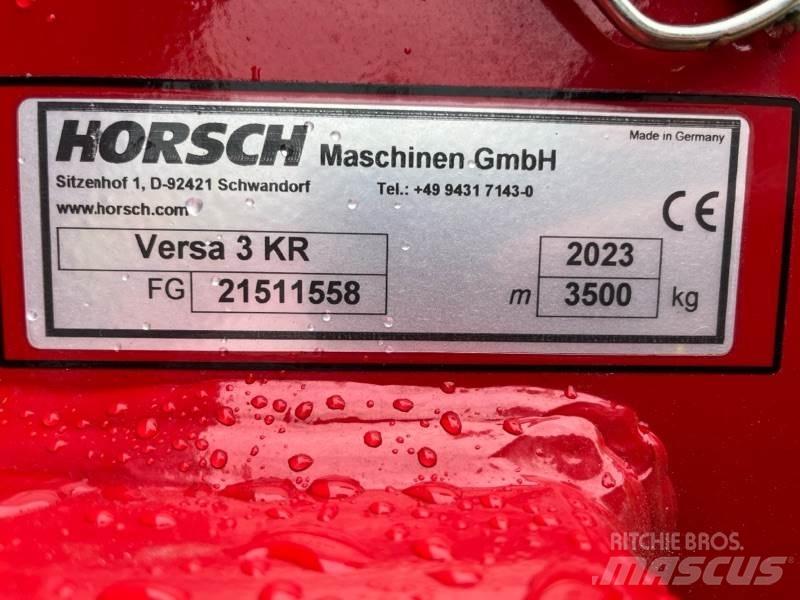 HORSCH Maschinen GmbH
Made in Germany
Sitzenhof 1, D-92421 Schwandorf Tel.: +49 9431 7143-0
www.horsch.com
CE
Versa 3 KR 2023
FG 21511558 m 3500 kg
RITCHIE BROS.
MASCUS